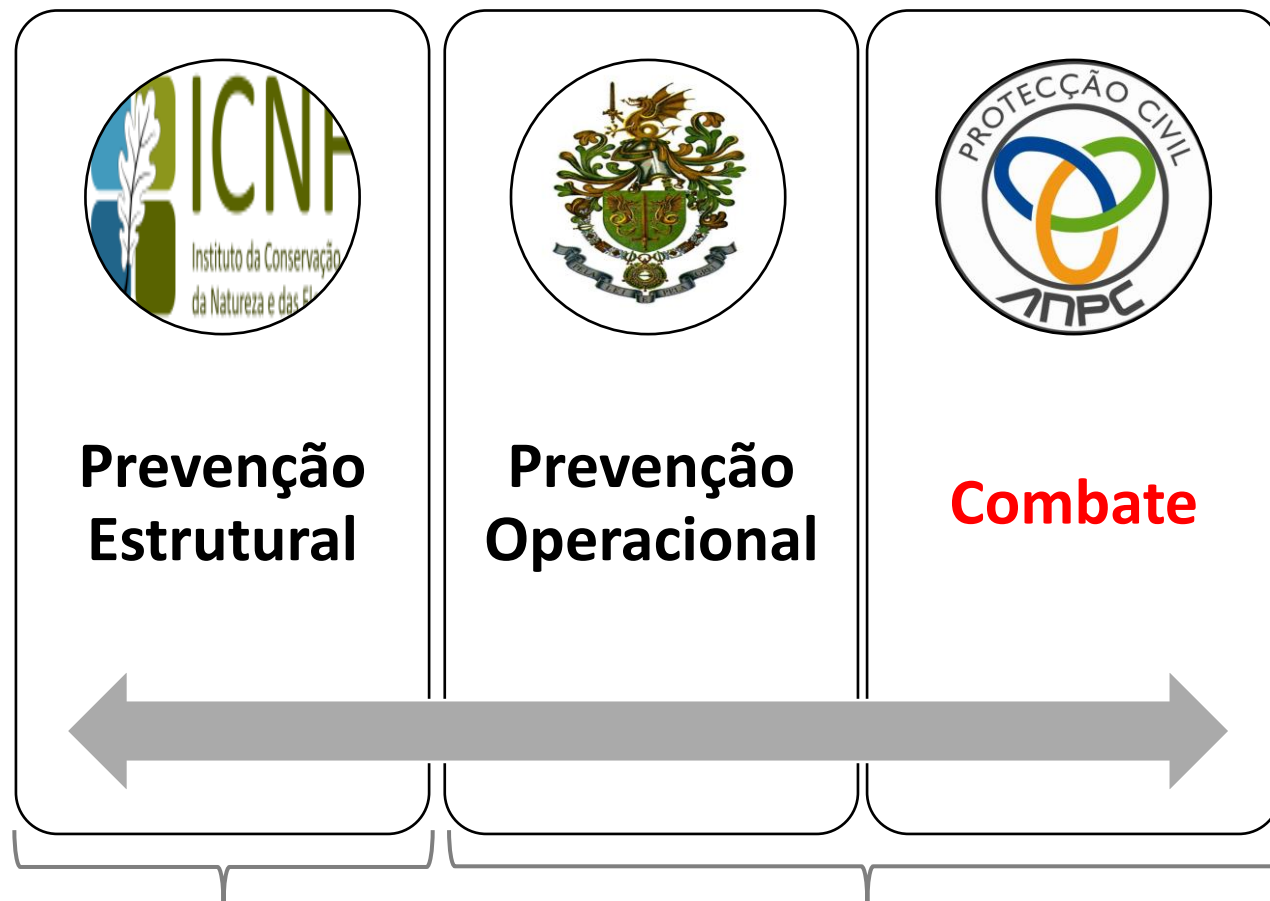 ICNF
Instituto da Conservação
da Natureza e das
PROTECÇÃO CIVIL
ANPC
Prevenção
Estrutural
Prevenção
Operacional
Combate